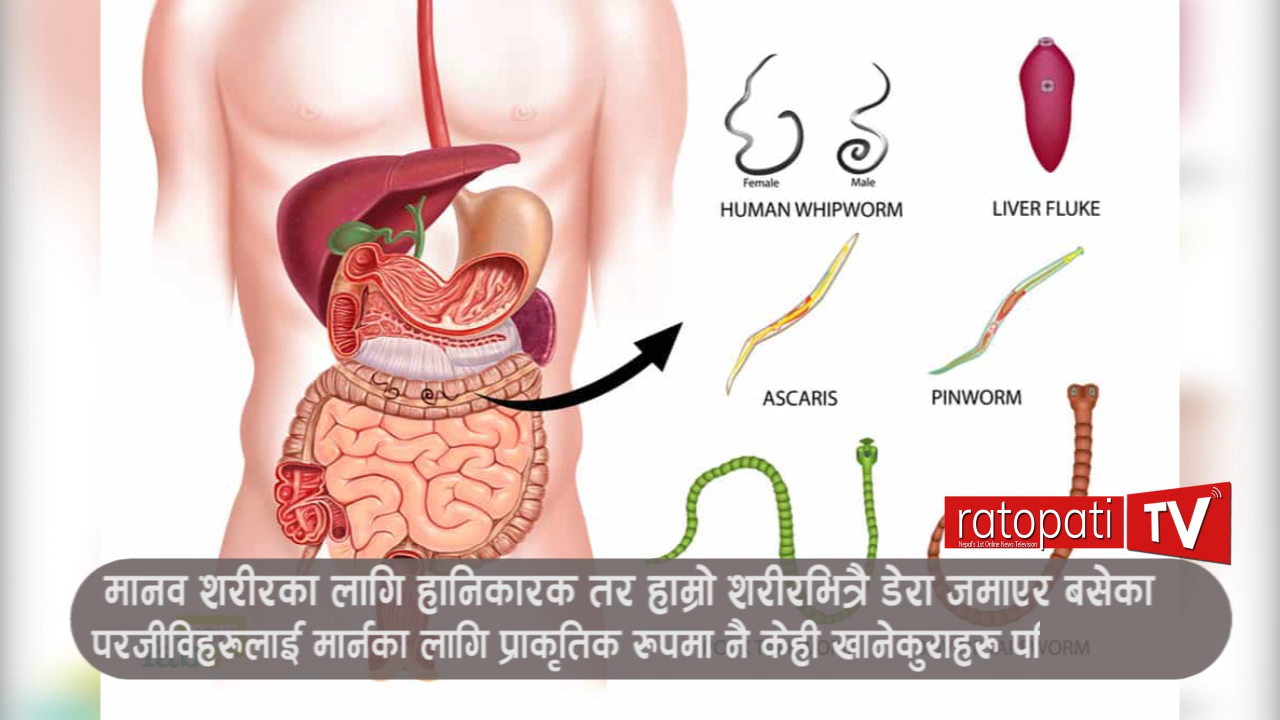 Female
Male
HUMAN WHIPWORM
LIVER FLUKE
ASCARIS
PINWORM
ratopati TV
Nepal's 1st Online News Television
मानव शरीरका लागि हानिकारक तर हाम्रो शरीरभित्रै डेरा जमाएर बसेका
परजीविहरुलाई मार्नका लागि प्राकृतिक रूपमा नै केही खानेकुराहरु